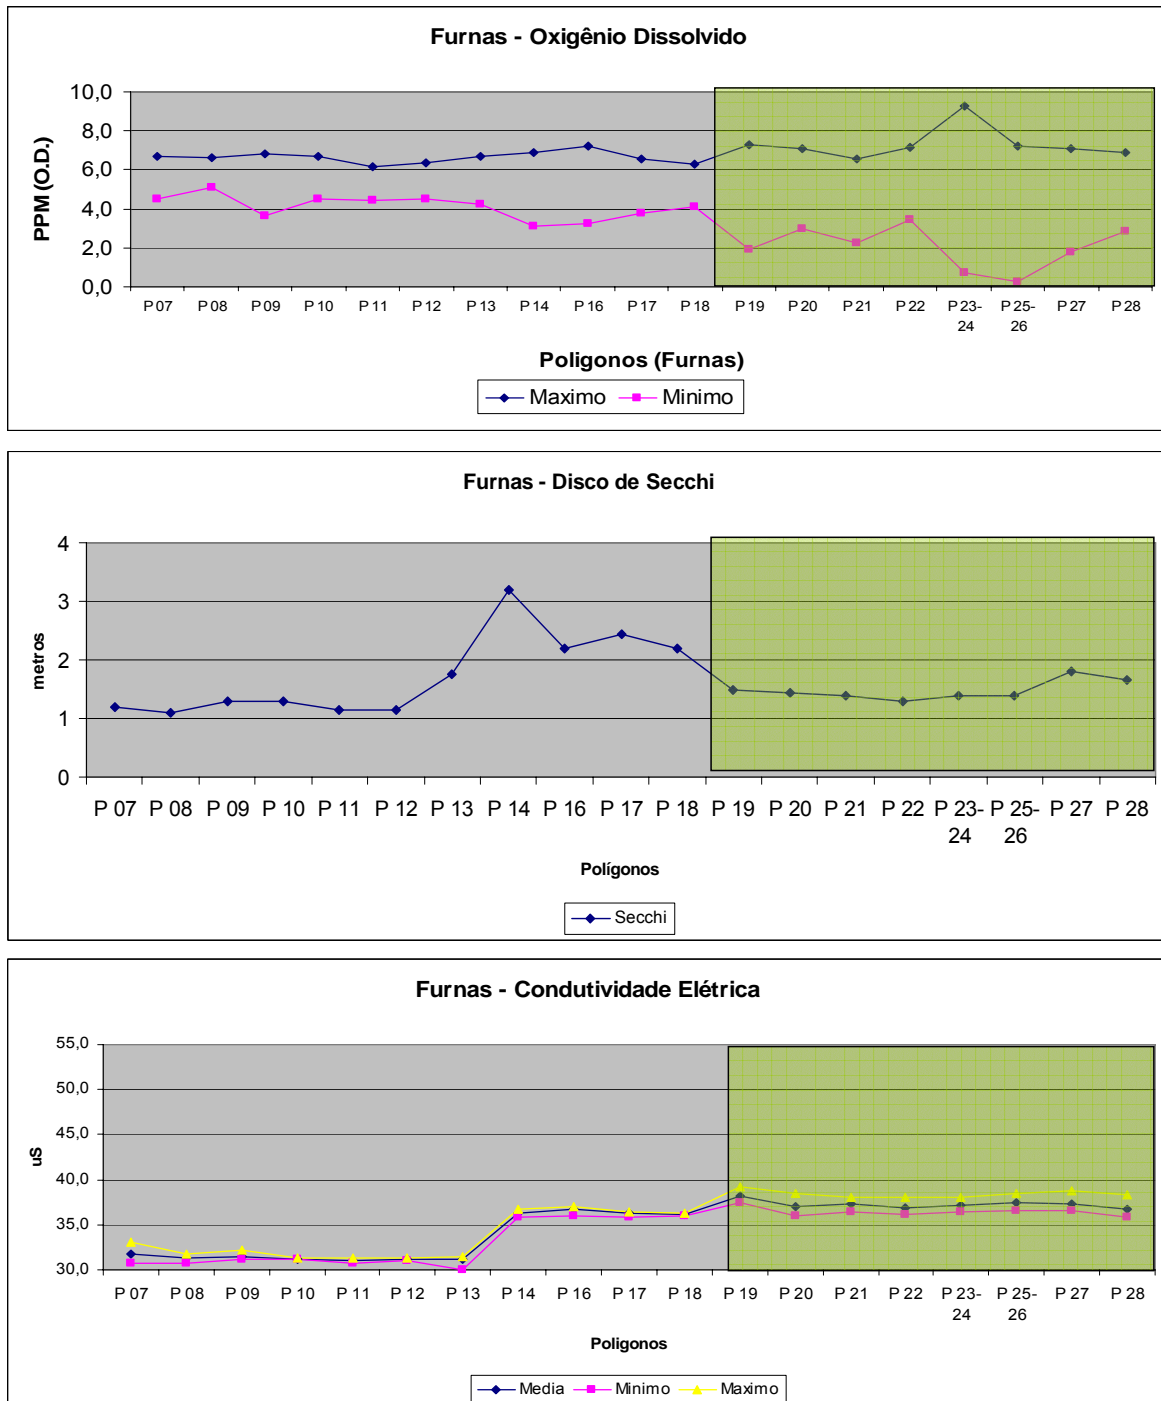 Furnas - Oxigênio Dissolvido
PPM (O.D.)
10,0
8,0
6,0
4,0
2,0
0,0
P 07 P 08 P 09 P 10 P 11 P 12 P 13 P 14 P 16 P 17 P 18 P 19 P 20 P 21 P 22 P 23- P 25- P 27 P 28
24 26
Poligonos (Furnas)
Maximo Minimo
Furnas - Disco de Secchi
metros
4
3
2
1
0
P 07 P 08 P 09 P 10 P 11 P 12 P 13 P 14 P 16 P 17 P 18 P 19 P 20 P 21 P 22 P 23- P 25- P 27 P 28
24 26
Polígonos
Secchi
Furnas - Condutividade Elétrica
uS
55,0
50,0
45,0
40,0
35,0
30,0
P 07 P 08 P 09 P 10 P 11 P 12 P 13 P 14 P 16 P 17 P 18 P 19 P 20 P 21 P 22 P 23- P 25- P 27 P 28
24 26
Poligonos
Media Minimo Maximo